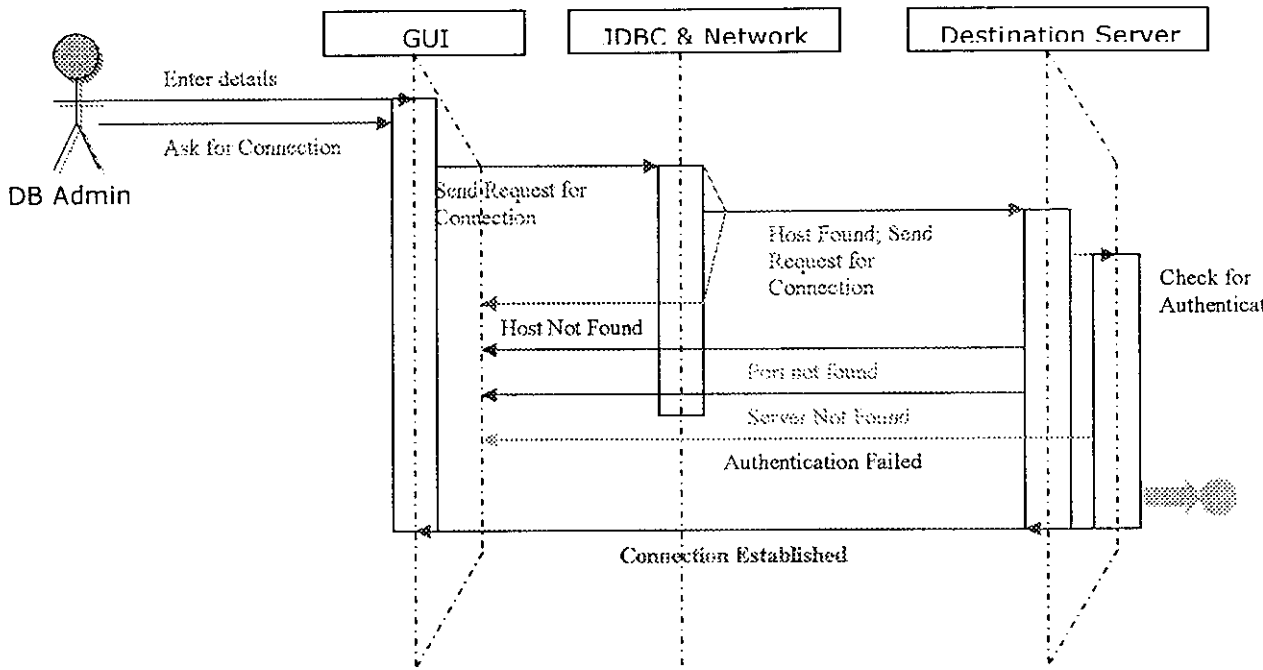 GUI
JDBC & Network
Destination Server
Enter details
Ask for Connection
DB Admin
Send Request for
Connection
Host Found; Send
Request for
Connection
Check for
Authenticat
Host Not Found
Port not found
Server Not Found
Authentication Failed
Connection Established